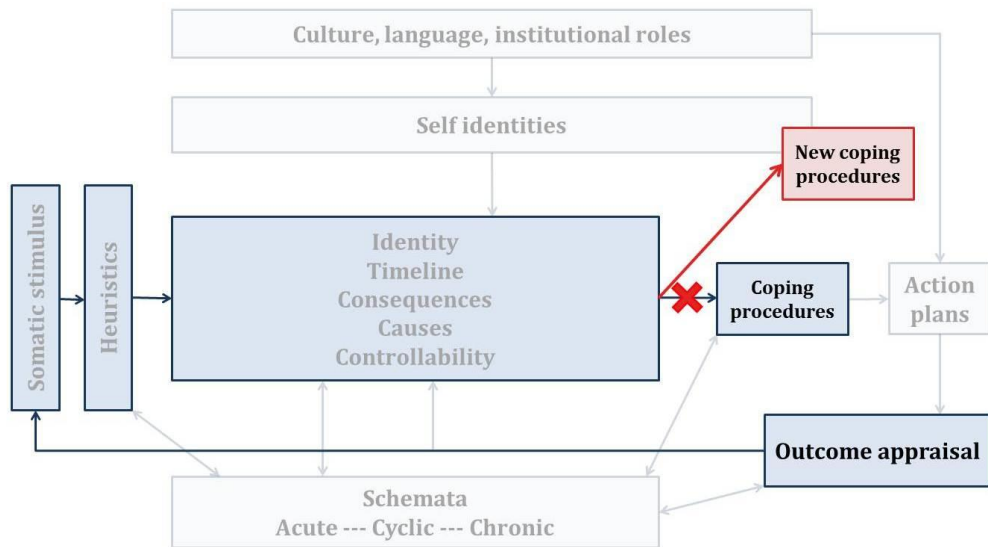 Culture, language, institutional roles
Self identities
New coping
procedures
Somatic stimulus
Heuristics
Identity
Timeline
Consequences
Causes
Controllability
Coping
procedures
Action
plans
Outcome appraisal
Schemata
Acute --- Cyclic --- Chronic